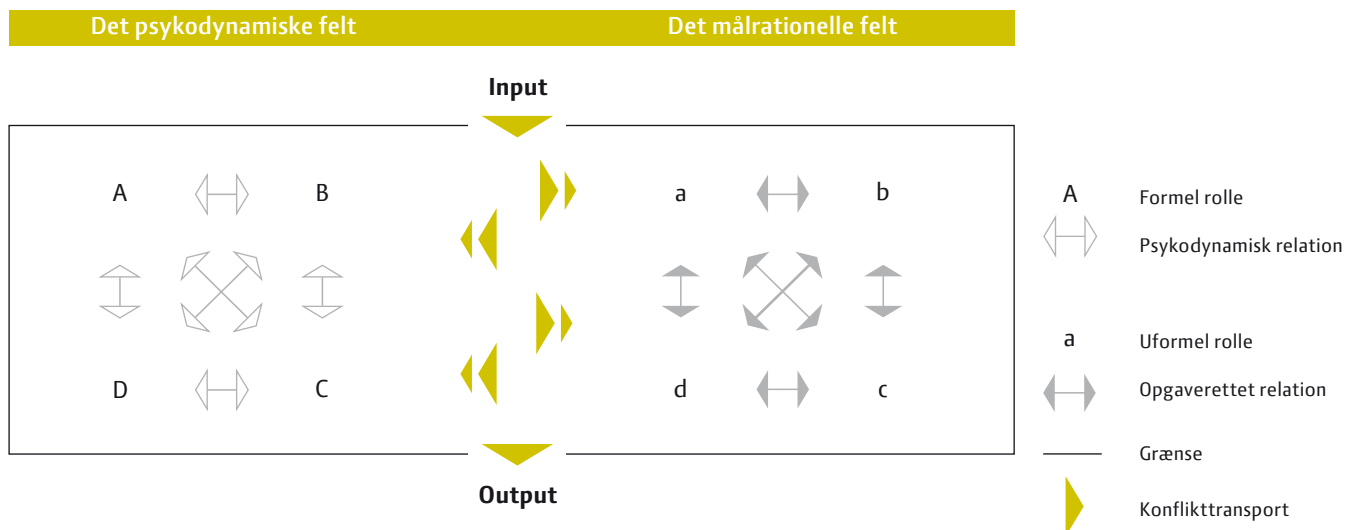 Det psykodynamiske felt
Det målrationelle felt
Input
A
B
a
b
D
C
d
c
Output
A
Formel rolle
Psykodynamisk relation
a
Uformel rolle
Opgaverettet relation
Grænse
Konflikttransport